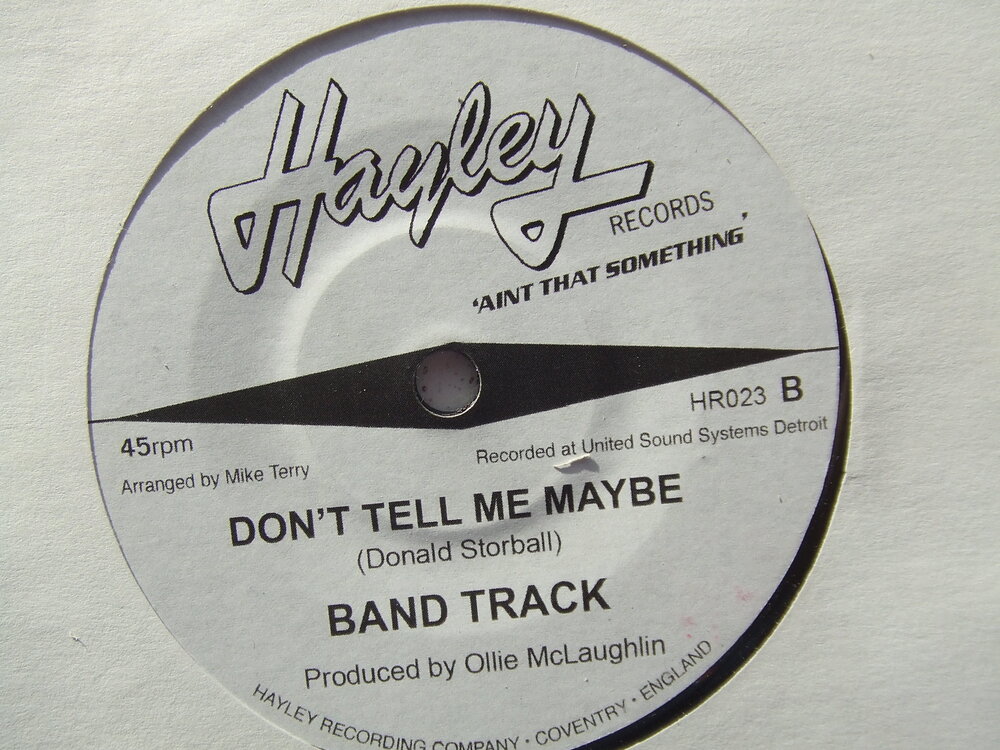 Hayley
RECORDS
'AINT THAT SOMETHING'
HR023 B
45rpm
Recorded at United Sound Systems Detroit
Arranged by Mike Terry
DON'T TELL ME MAYBE
(Donald Storball)
BAND TRACK
Produced by Ollie McLaughlin
HAYLEY RECORDING COMPANY · COVENTRY · ENGLAND